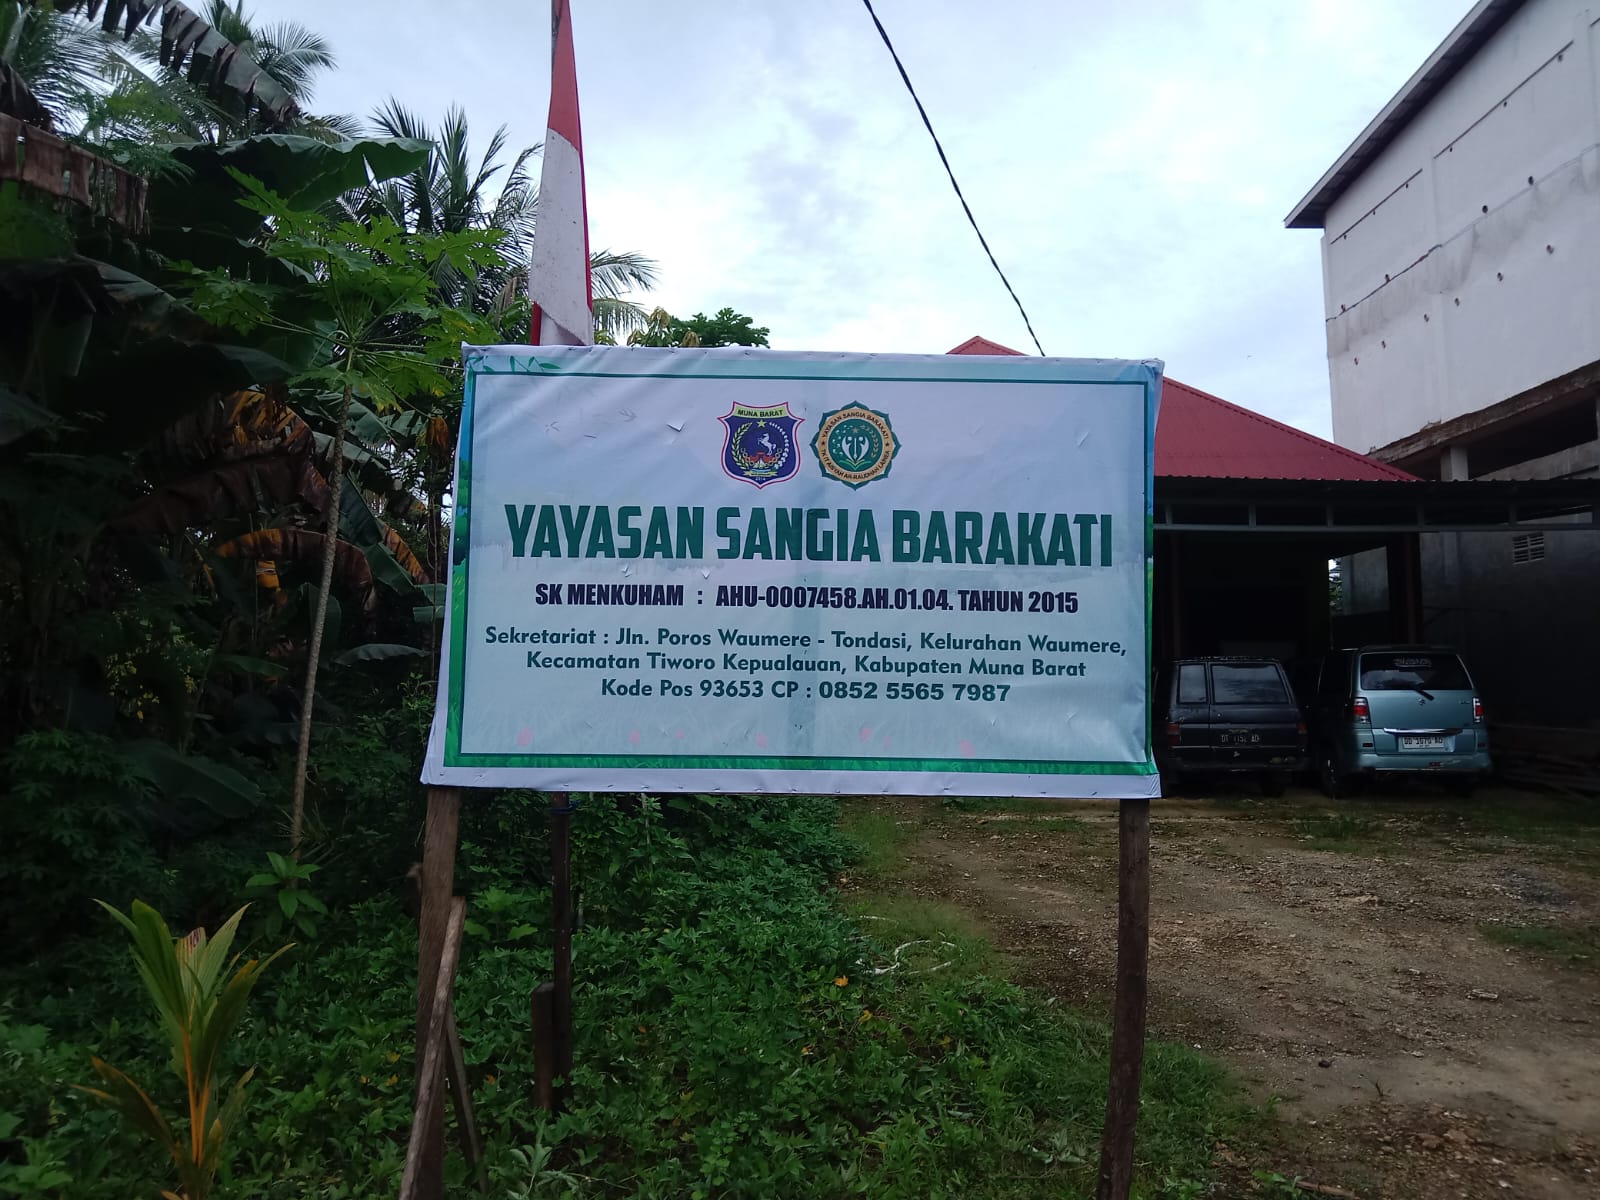 MUNA BARAT
YAYASAN SANGIA BARAKATI
YAYASAN SANGIA BARAKATI
SK MENKUHAM : AHU-0007458.AH.01.04. TAHUN 2015
Sekretariat : Jln. Poros Waumere - Tondasi, Kelurahan Waumere,
Kecamatan Tiworo Kepualauan, Kabupaten Muna Barat
Kode Pos 93653 CP : 0852 5565 7987